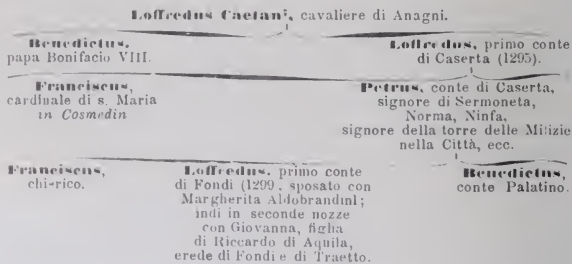 Loffredus Caetani, cavaliere di Anagni.
Benedictus,
papa Bonifacio VIII.
Loffredus, primo conte
di Caserta (1295).
Franciscus,
cardinale di s. Maria
in Cosmedin
Petrus, conte di Caserta,
signore di Sermoneta,
Norma, Ninfa,
signore della torre delle Milizie
nella Città, ecc.
Franciscus,
chierico.
Loffredus, primo conte
di Fondi (1299, sposato con
Margherita Aldobrandini;
indi in seconde nozze
con Giovanna, figlia
di Riccardo di Aquila,
erede di Fondi e di Traetto.
Benedictus,
conte Palatino.